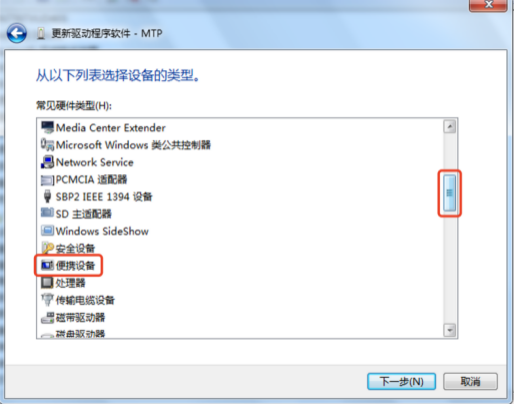 更新驱动程序软件 - MTP
从以下列表选择设备的类型。
常见硬件类型(H):
Media Center Extender
Microsoft Windows 类公共控制器
Network Service
PCMCIA 适配器
SBP2 IEEE 1394 设备
SD 主适配器
Windows SideShow
安全设备
便携设备
处理器
传输电缆设备
磁带驱动器
磁盘驱动器
下一步(N) 取消